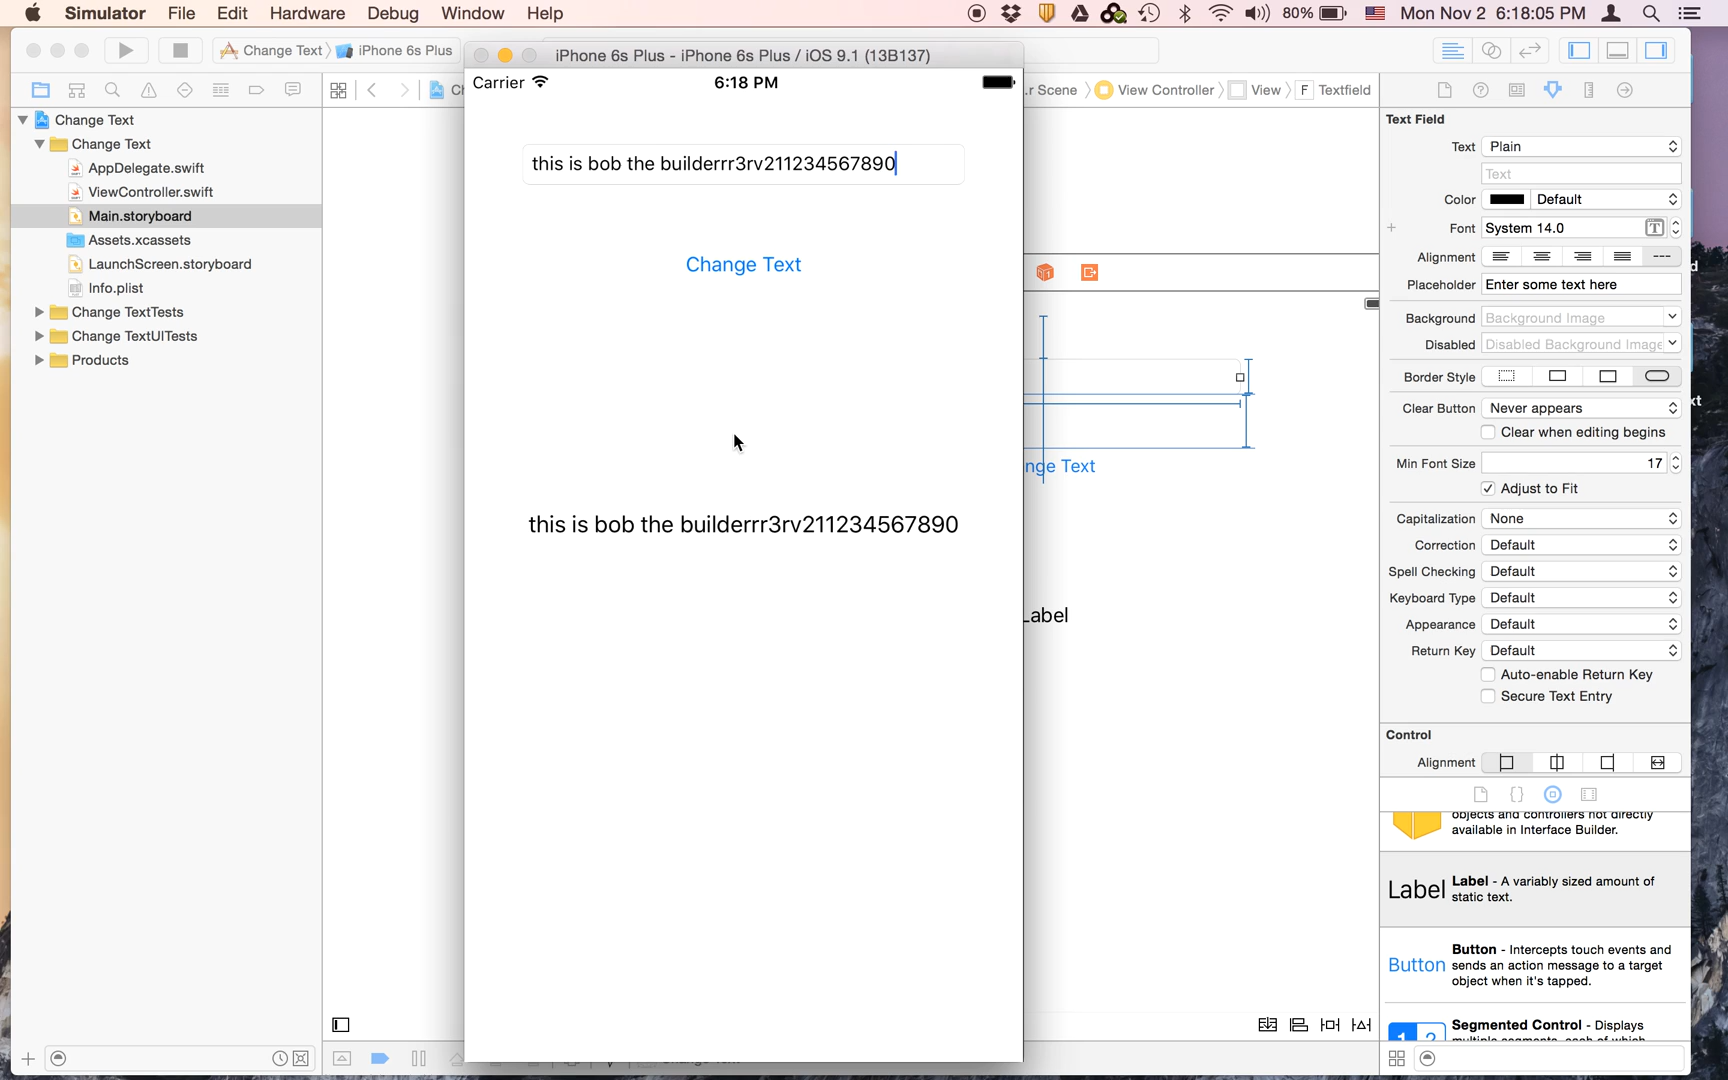 Simulator File Edit Hardware Debug Window Help 80% Mon Nov 2 6:18:05 PM
Change Text iPhone 6s Plus
iPhone 6s Plus - iPhone 6s Plus / iOS 9.1 (13B137)
Carrier 6:18 PM
r Scene View Controller View F Textfield
Change Text
Change Text
AppDelegate.swift
ViewController.swift
Main.storyboard
Assets.xcassets
LaunchScreen.storyboard
Info.plist
Change TextTests
Change TextUITests
Products
this is bob the builderrr3rv211234567890
Change Text
this is bob the builderrr3rv211234567890
nge Text
Label
Text Field
Text Plain
Text
Color Default
Font System 14.0 T
Alignment
Placeholder Enter some text here
Background Background Image
Disabled Disabled Background Image
Border Style
Clear Button Never appears
Clear when editing begins
Min Font Size 17
Adjust to Fit
Capitalization None
Correction Default
Spell Checking Default
Keyboard Type Default
Appearance Default
Return Key Default
Auto-enable Return Key
Secure Text Entry
Control
Alignment
objects and controllers not directly
available in Interface Builder.
Label Label - A variably sized amount of
static text.
Button Button - Intercepts touch events and
sends an action message to a target
object when it's tapped.
1 2 Segmented Control - Displays
multiple segments, each of which